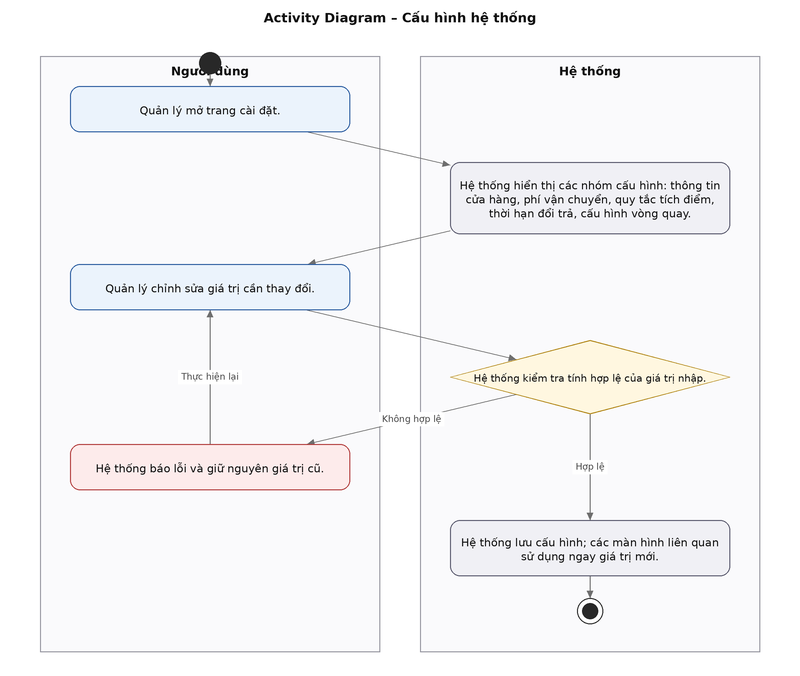 Activity Diagram – Cấu hình hệ thống
Người dùng
Hệ thống
Quản lý mở trang cài đặt.
Hệ thống hiển thị các nhóm cấu hình: thông tin
cửa hàng, phí vận chuyển, quy tắc tích điểm,
thời hạn đổi trả, cấu hình vòng quay.
Quản lý chỉnh sửa giá trị cần thay đổi.
Thực hiện lại
Hệ thống kiểm tra tính hợp lệ của giá trị nhập.
Không hợp lệ
Hệ thống báo lỗi và giữ nguyên giá trị cũ.
Hợp lệ
Hệ thống lưu cấu hình; các màn hình liên quan
sử dụng ngay giá trị mới.